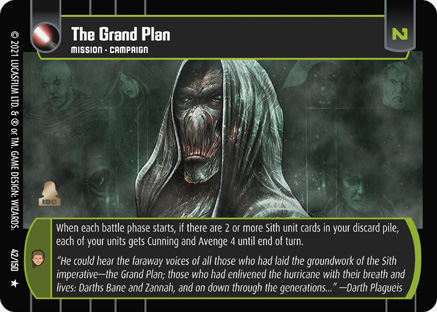 The Grand Plan
MISSION - CAMPAIGN
N
© 2021 LUCASFILM LTD. & ® or TM. GAME DESIGN: WIZARDS.
42/150
IDC
When each battle phase starts, if there are 2 or more Sith unit cards in your discard pile,
each of your units gets Cunning and Avenge 4 until end of turn.
"He could hear the faraway voices of all those who had laid the groundwork of the Sith
imperative—the Grand Plan; those who had enlivened the hurricane with their breath and
lives: Darths Bane and Zannah, and on down through the generations..." —Darth Plagueis